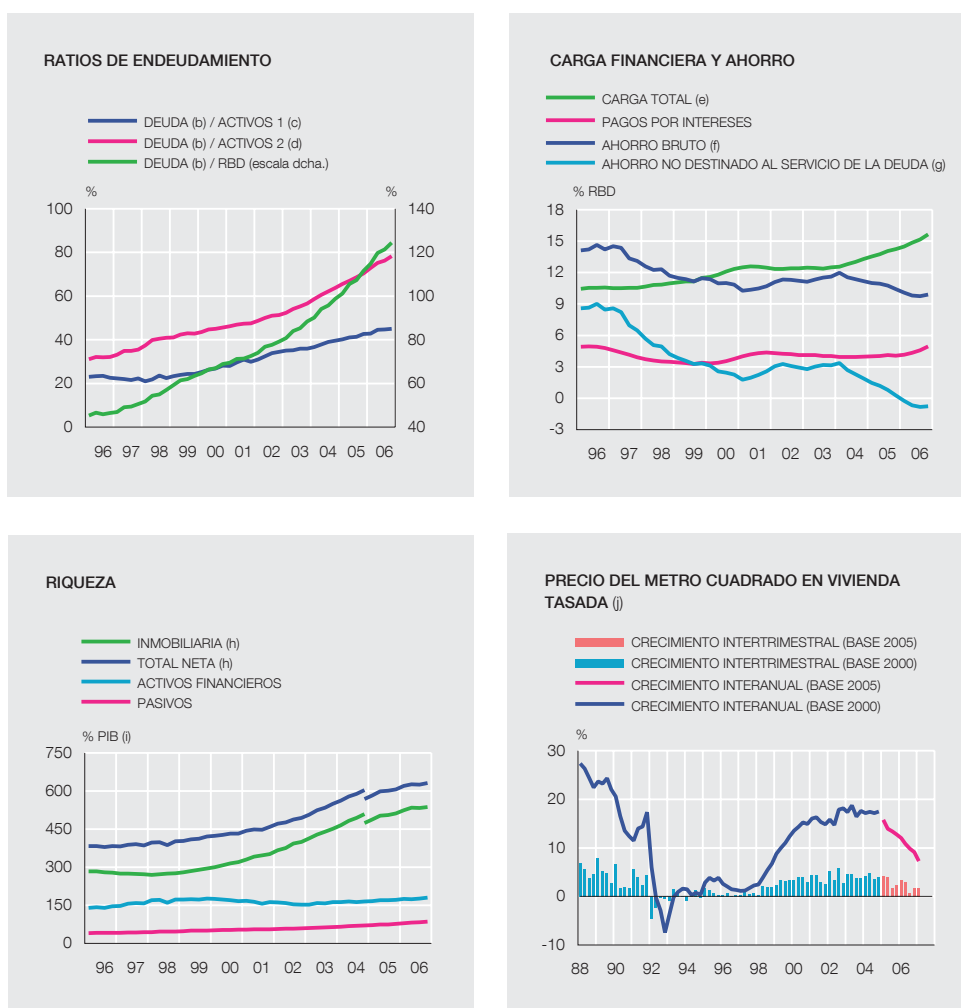 RATIOS DE ENDEUDAMIENTO
DEUDA (b) / ACTIVOS 1 (c)
DEUDA (b) / ACTIVOS 2 (d)
DEUDA (b) / RBD (escala dcha.)
% %
100 140
80 120
60 100
40 80
20 60
0 40
96 97 98 99 00 01 02 03 04 05 06
CARGA FINANCIERA Y AHORRO
CARGA TOTAL (e)
PAGOS POR INTERESES
AHORRO BRUTO (f)
AHORRO NO DESTINADO AL SERVICIO DE LA DEUDA (g)
% RBD
18
15
12
9
6
3
0
-3
96 97 98 99 00 01 02 03 04 05 06
RIQUEZA
INMOBILIARIA (h)
TOTAL NETA (h)
ACTIVOS FINANCIEROS
PASIVOS
% PIB (i)
750
600
450
300
150
0
96 97 98 99 00 01 02 03 04 05 06
PRECIO DEL METRO CUADRADO EN VIVIENDA
TASADA (j)
CRECIMIENTO INTERTRIMESTRAL (BASE 2005)
CRECIMIENTO INTERTRIMESTRAL (BASE 2000)
CRECIMIENTO INTERANUAL (BASE 2005)
CRECIMIENTO INTERANUAL (BASE 2000)
%
30
20
10
0
-10
88 90 92 94 96 98 00 02 04 06